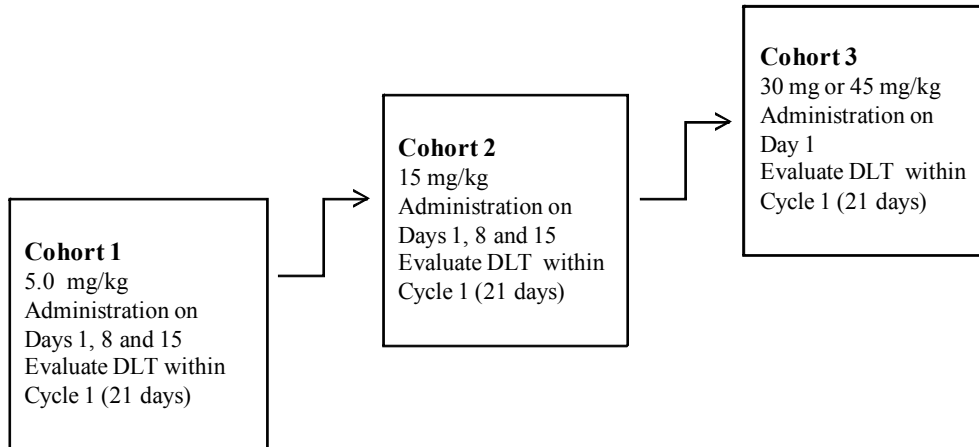 Cohort 1
5.0 mg/kg
Administration on
Days 1, 8 and 15
Evaluate DLT within
Cycle 1 (21 days)
Cohort 2
15 mg/kg
Administration on
Days 1, 8 and 15
Evaluate DLT within
Cycle 1 (21 days)
Cohort 3
30 mg or 45 mg/kg
Administration on
Day 1
Evaluate DLT within
Cycle 1 (21 days)